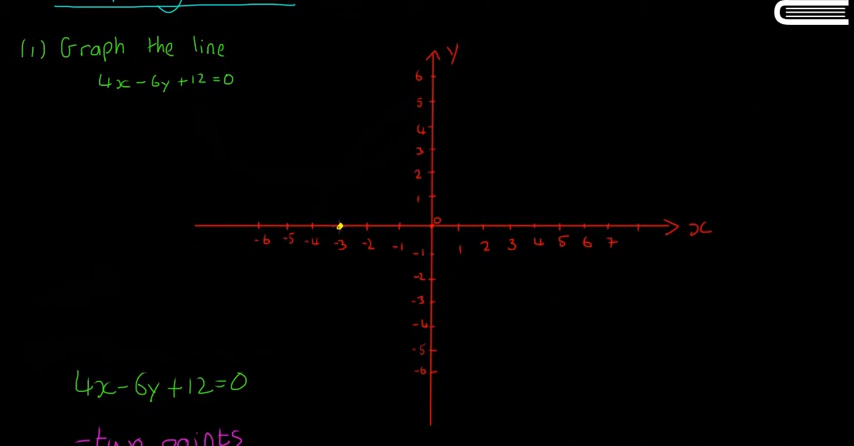 (1) Graph the line
4x - 6y + 12 = 0
y
6
5
4
3
2
1
0
-6 -5 -4 -3 -2 -1 1 2 3 4 5 6 7 x
-1
-2
-3
-4
-5
-6
4x - 6y + 12 = 0
- two points